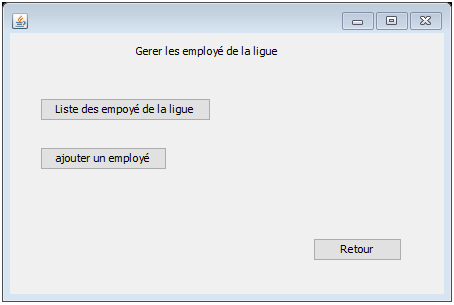 Gerer les employé de la ligue
Liste des empoyé de la ligue
ajouter un employé
Retour